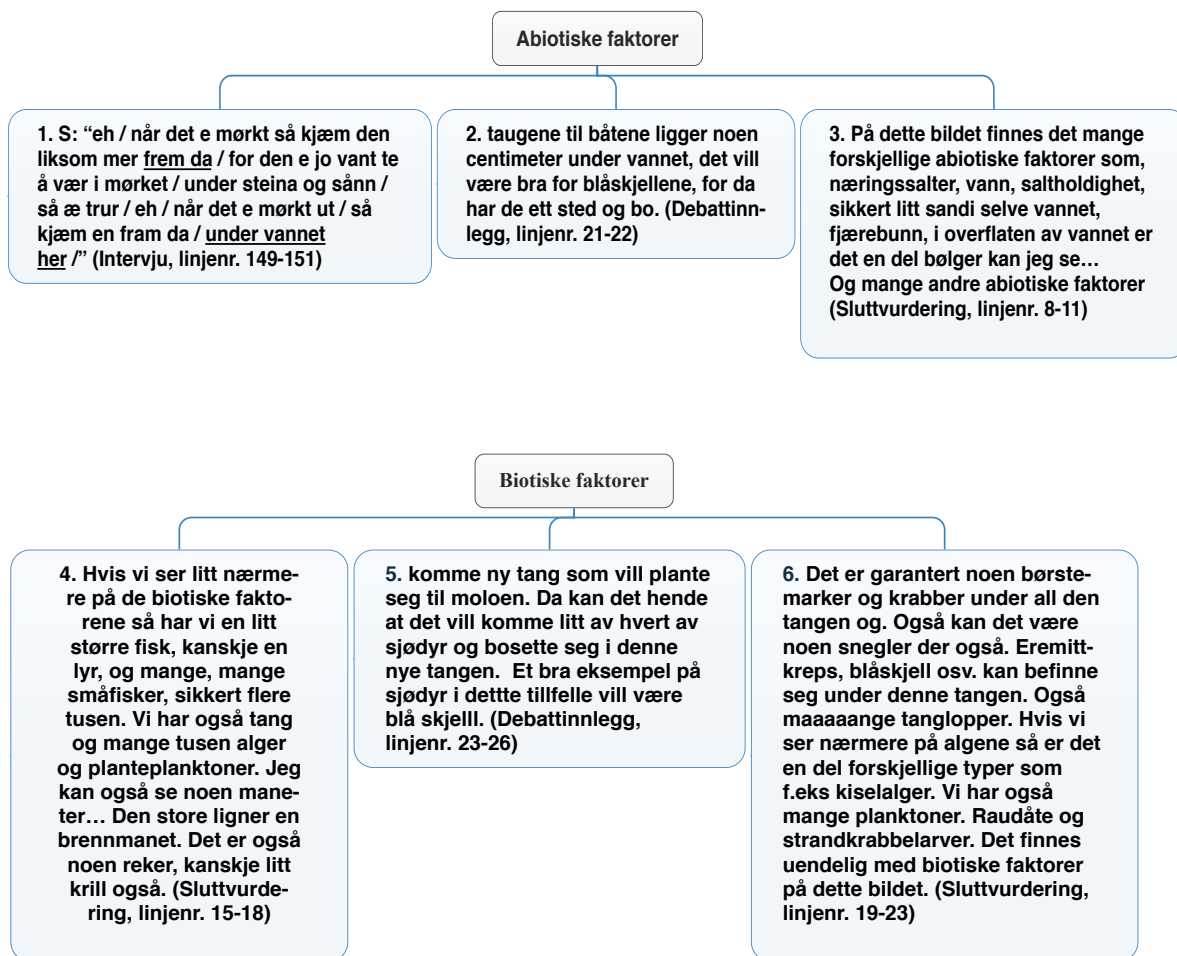 Abiotiske faktorer
1. S: “eh / når det e mørkt så kjæm den
liksom mer frem da / for den e jo vant te
å vær i mørket / under steina og sånn /
så æ trur / eh / når det e mørkt ut / så
kjæm en fram da / under vannet
her /” (Intervju, linjenr. 149-151)
2. taugene til båtene ligger noen
centimeter under vannet, det vill
være bra for blåskjellene, for da
har de ett sted og bo. (Debattinn-
legg, linjenr. 21-22)
3. På dette bildet finnes det mange
forskjellige abiotiske faktorer som,
næringssalter, vann, saltholdighet,
sikkert litt sandi selve vannet,
fjærebunn, i overflaten av vannet er
det en del bølger kan jeg se…
Og mange andre abiotiske faktorer
(Sluttvurdering, linjenr. 8-11)
Biotiske faktorer
4. Hvis vi ser litt nærme-
re på de biotiske fakto-
rene så har vi en litt
større fisk, kanskje en
lyr, og mange, mange
småfisker, sikkert flere
tusen. Vi har også tang
og mange tusen alger
og planteplanktoner. Jeg
kan også se noen mane-
ter… Den store ligner en
brennmanet. Det er også
noen reker, kanskje litt
krill også. (Sluttvurde-
ring, linjenr. 15-18)
5. komme ny tang som vill plante
seg til moloen. Da kan det hende
at det vill komme litt av hvert av
sjødyr og bosette seg i denne
nye tangen. Et bra eksempel på
sjødyr i dettte tillfelle vill være
blå skjelll. (Debattinnlegg,
linjenr. 23-26)
6. Det er garantert noen børste-
marker og krabber under all den
tangen og. Også kan det være
noen snegler der også. Eremitt-
kreps, blåskjell osv. kan befinne
seg under denne tangen. Også
maaaaange tanglopper. Hvis vi
ser nærmere på algene så er det
en del forskjellige typer som
f.eks kiselalger. Vi har også
mange planktoner. Raudåte og
strandkrabbelarver. Det finnes
uendelig med biotiske faktorer
på dette bildet. (Sluttvurdering,
linjenr. 19-23)